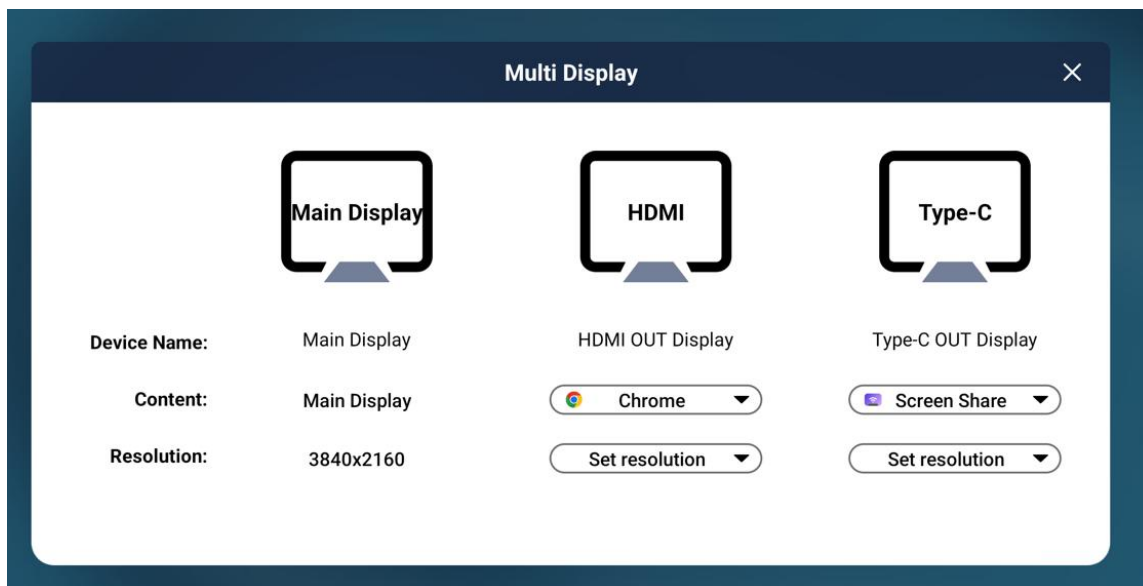 Multi Display
Main Display
HDMI
Type-C
Device Name:
Main Display
HDMI OUT Display
Type-C OUT Display
Content:
Main Display
Chrome
Screen Share
Resolution:
3840x2160
Set resolution
Set resolution